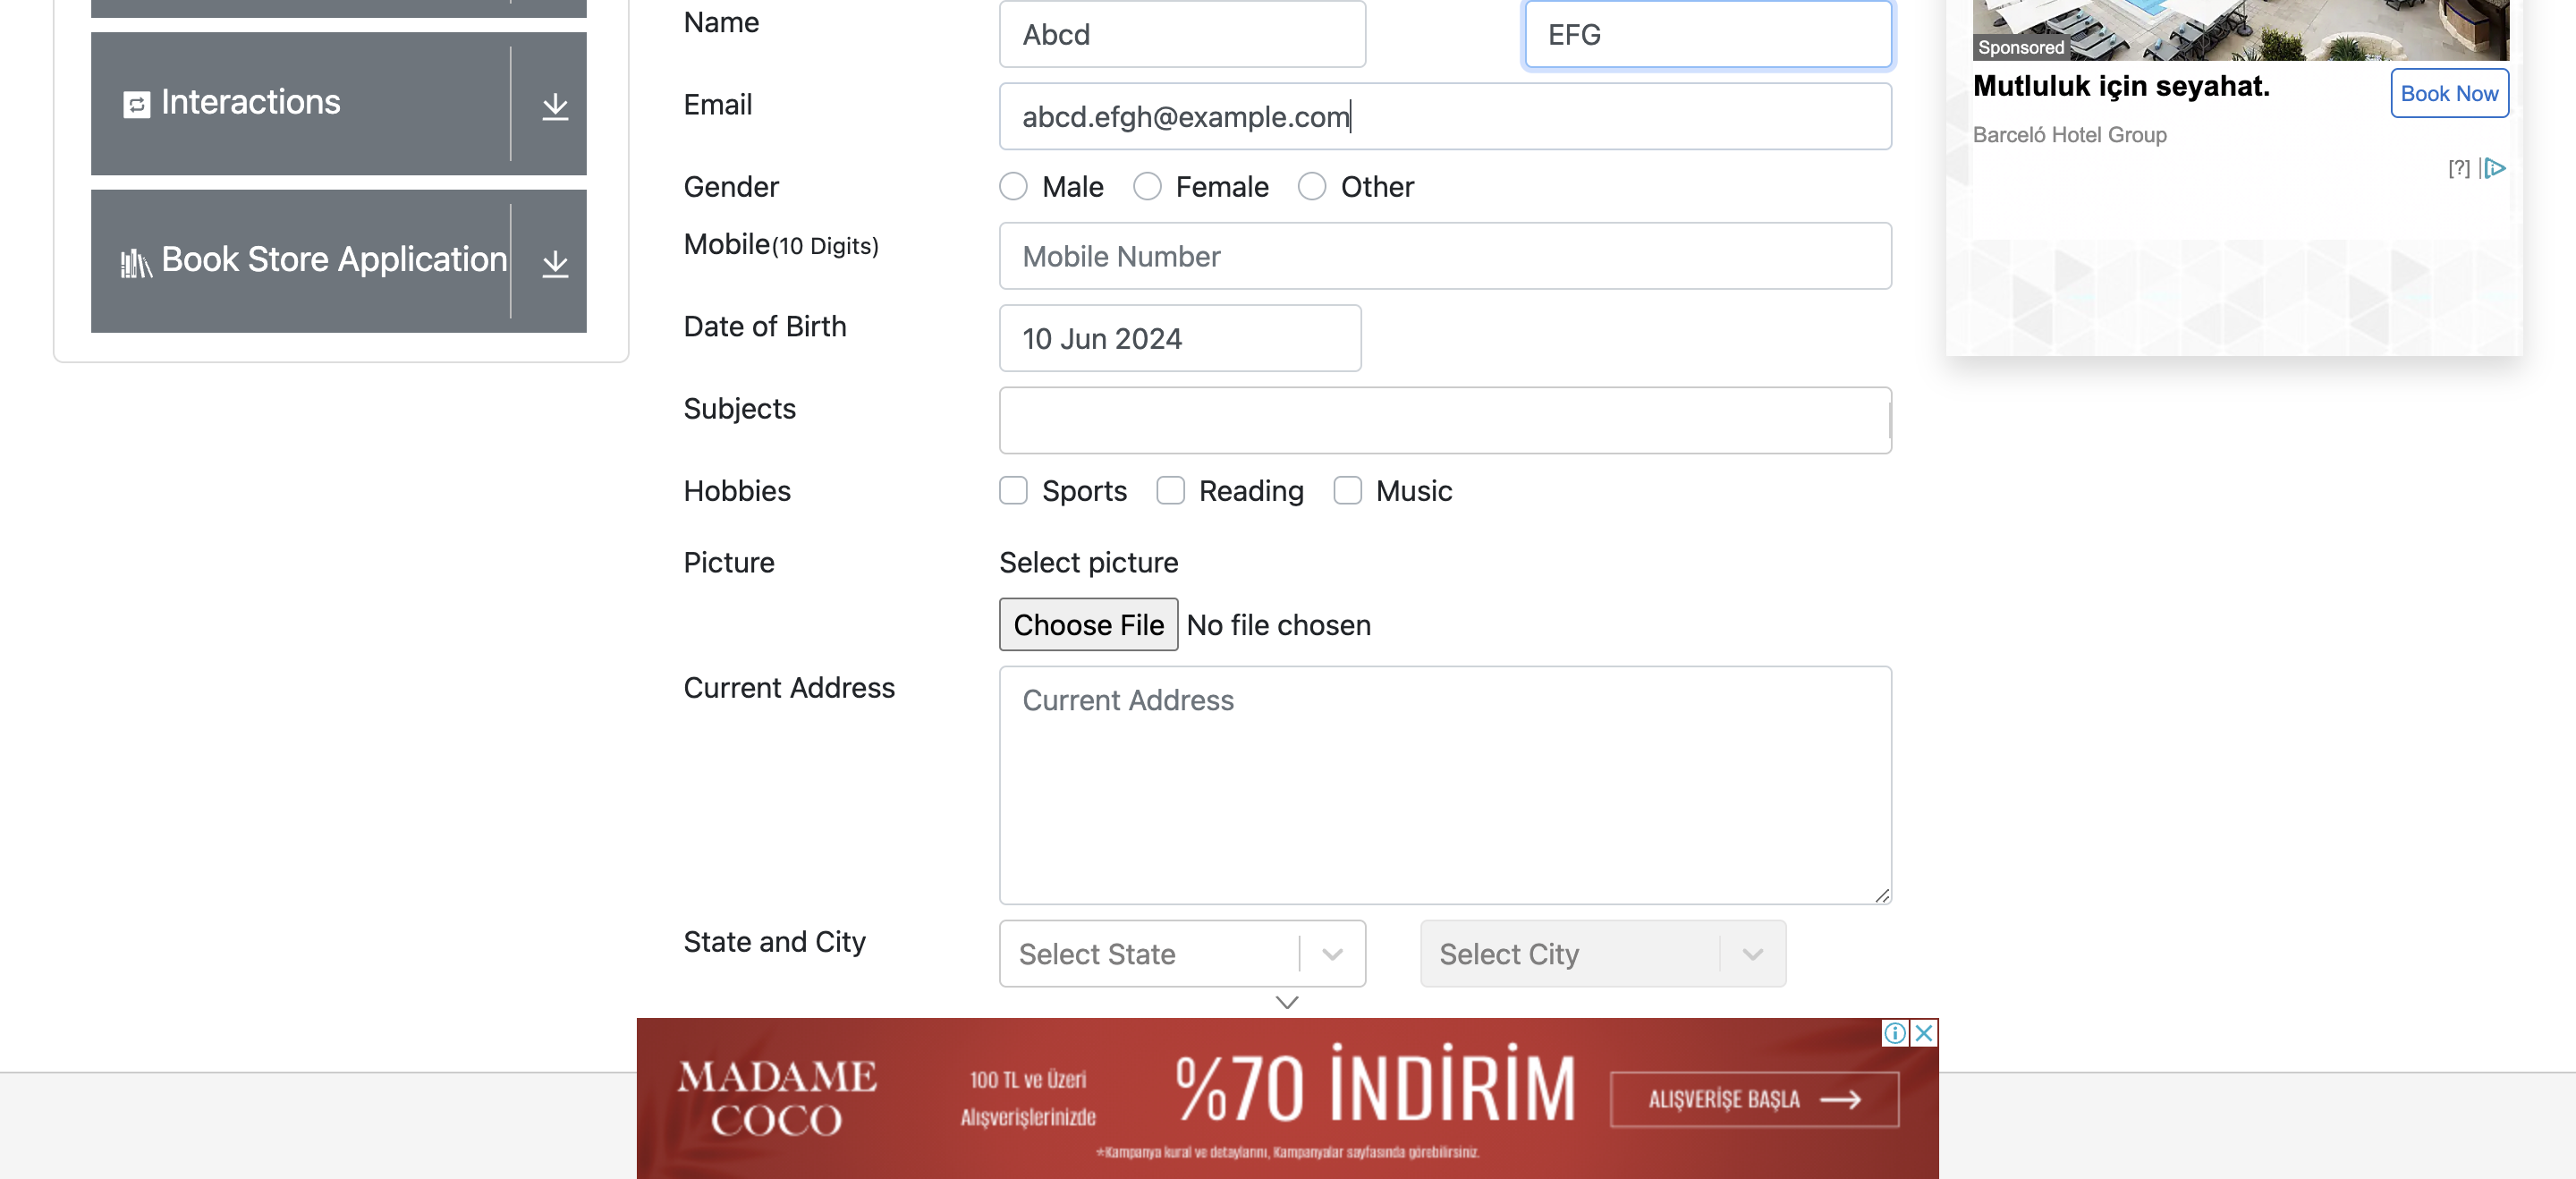 Interactions
Book Store Application
Name
Abcd
EFG
Email
abcd.efgh@example.com
Gender
Male
Female
Other
Mobile(10 Digits)
Mobile Number
Date of Birth
10 Jun 2024
Subjects
Hobbies
Sports
Reading
Music
Picture
Select picture
Choose File No file chosen
Current Address
Current Address
State and City
Select State
Select City
Sponsored
Mutluluk için seyahat.
Book Now
Barceló Hotel Group
[?]
MADAME
COCO
100 TL ve Üzeri
Alışverişlerinizde
%70 İNDİRİM
ALIŞVERİŞE BAŞLA
*Kampanya kural ve detaylarını, Kampanyalar sayfasında görebilirsiniz.